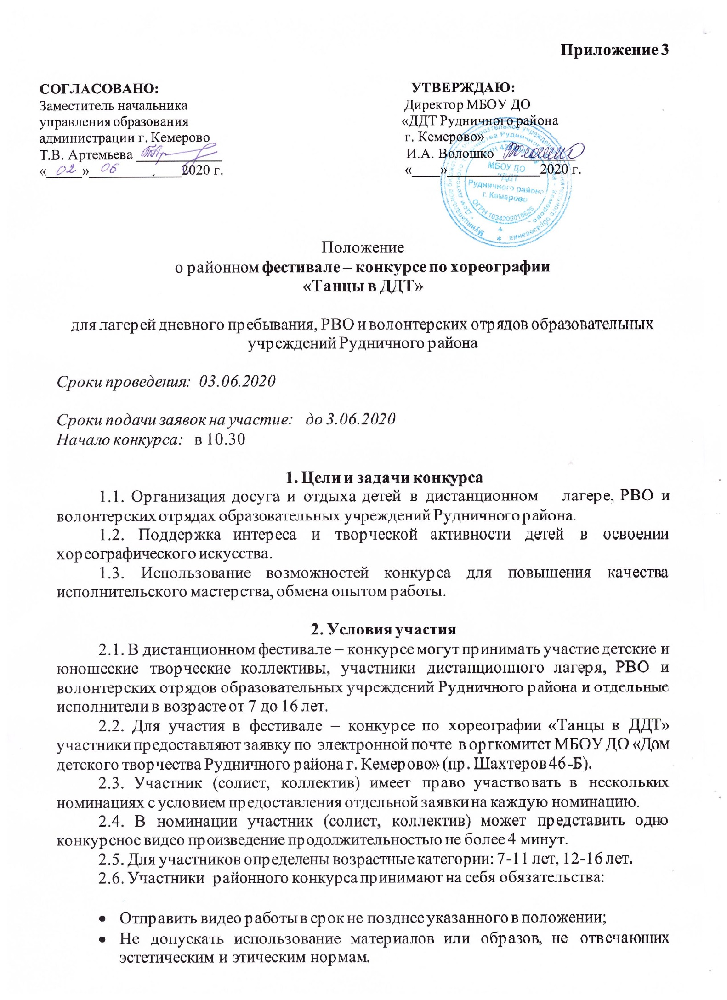 Приложение 3
СОГЛАСОВАНО:
Заместитель начальника
управления образования
администрации г. Кемерово
Т.В. Артемьева ____________
«02»  06  2020 г.
УТВЕРЖДАЮ:
Директор МБОУ ДО
«ДДТ Рудничного района
г. Кемерово»
И.А. Волошко ___________
«____»_____________2020 г.
МБОУ ДО
"ДДТ
Рудничного района
г. Кемерово
Положение
о районном фестивале – конкурсе по хореографии
«Танцы в ДДТ»
для лагерей дневного пребывания, РВО и волонтерских отрядов образовательных
учреждений Рудничного района
Сроки проведения: 03.06.2020
Сроки подачи заявок на участие: до 3.06.2020
Начало конкурса: в 10.30
1. Цели и задачи конкурса
1.1. Организация досуга и отдыха детей в дистанционном лагере, РВО и
волонтерских отрядах образовательных учреждений Рудничного района.
1.2. Поддержка интереса и творческой активности детей в освоении
хореографического искусства.
1.3. Использование возможностей конкурса для повышения качества
исполнительского мастерства, обмена опытом работы.
2. Условия участия
2.1. В дистанционном фестивале – конкурсе могут принимать участие детские и
юношеские творческие коллективы, участники дистанционного лагеря, РВО и
волонтерских отрядов образовательных учреждений Рудничного района и отдельные
исполнители в возрасте от 7 до 16 лет.
2.2. Для участия в фестивале – конкурсе по хореографии «Танцы в ДДТ»
участники предоставляют заявку по электронной почте в оргкомитет МБОУ ДО «Дом
детского творчества Рудничного района г. Кемерово» (пр. Шахтеров 46-Б).
2.3. Участник (солист, коллектив) имеет право участвовать в нескольких
номинациях с условием предоставления отдельной заявки на каждую номинацию.
2.4. В номинации участник (солист, коллектив) может представить одно
конкурсное видео произведение продолжительностью не более 4 минут.
2.5. Для участников определены возрастные категории: 7-11 лет, 12-16 лет.
2.6. Участники районного конкурса принимают на себя обязательства:
• Отправить видео работы в срок не позднее указанного в положении;
• Не допускать использование материалов или образов, не отвечающих
эстетическим и этическим нормам.